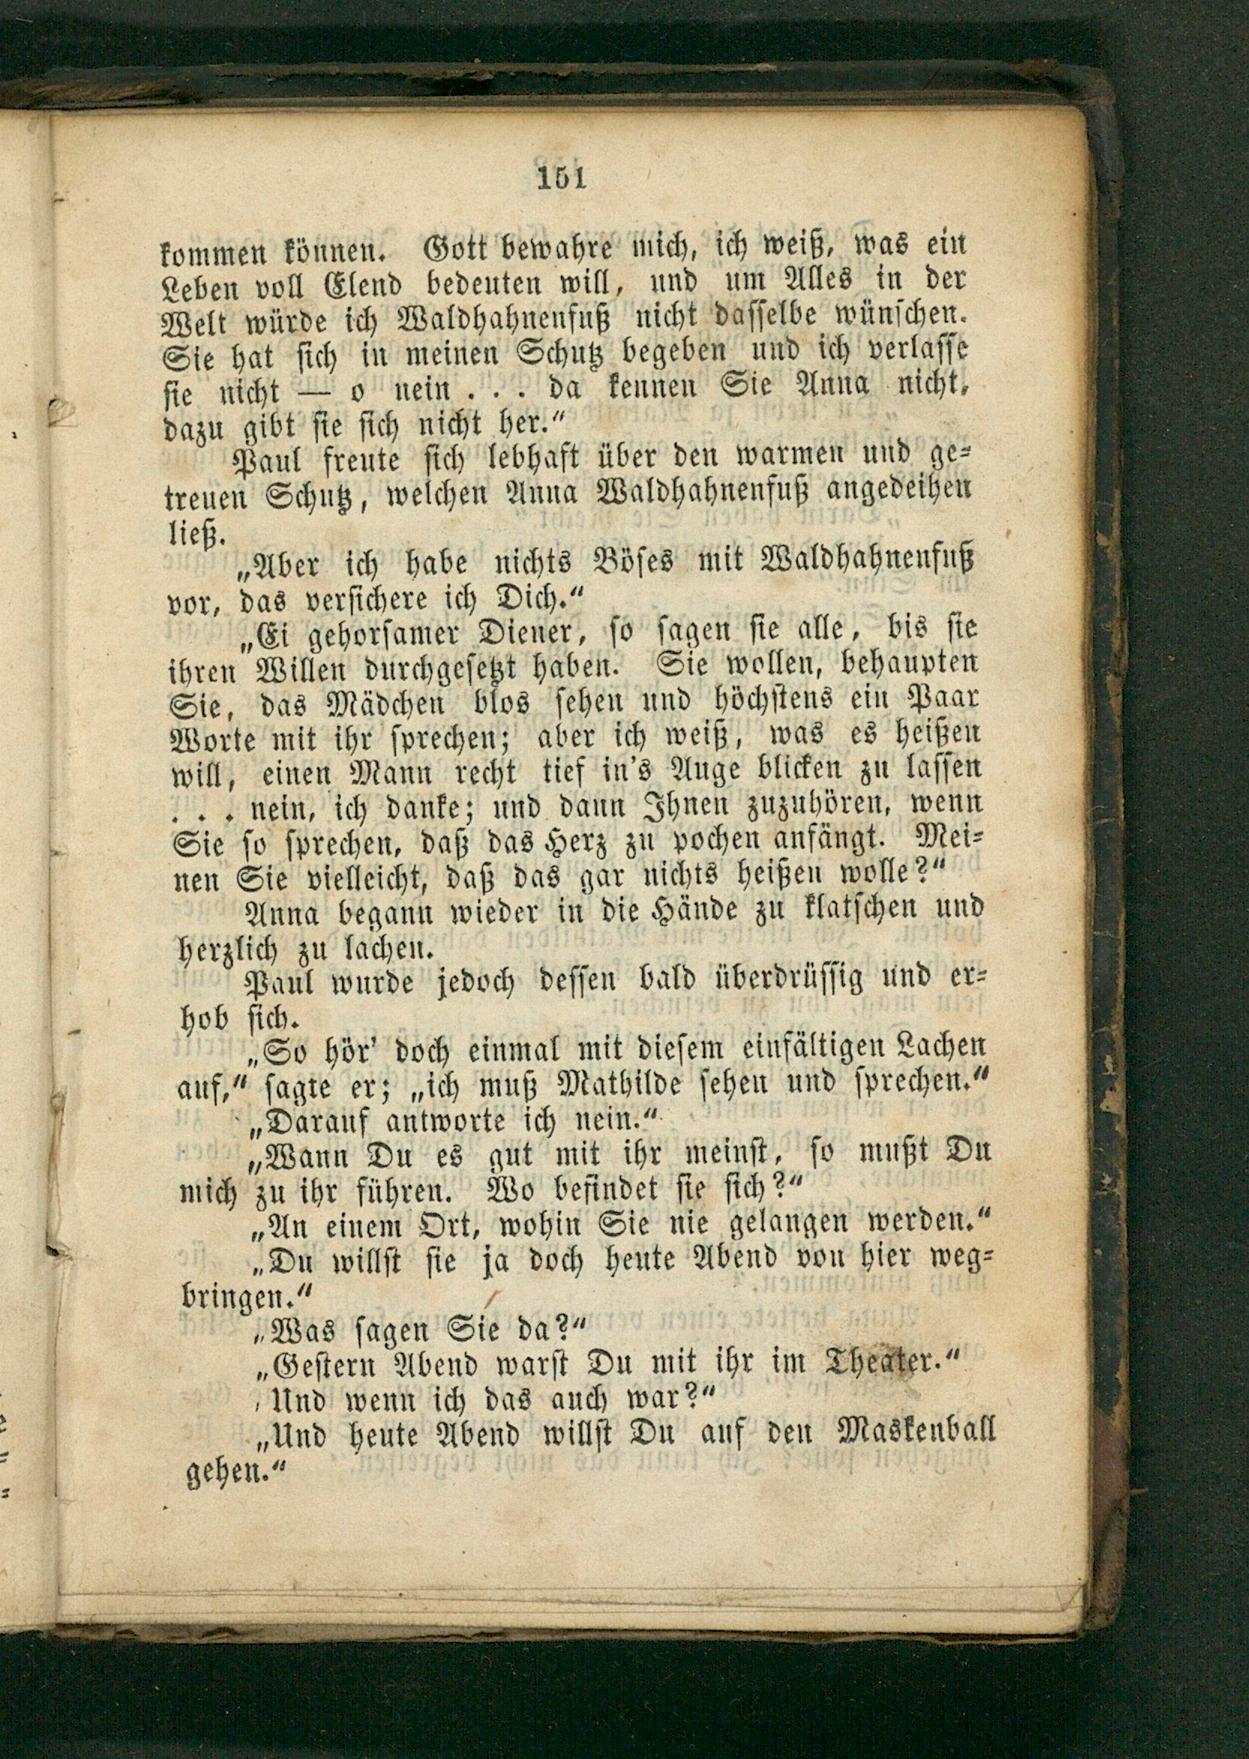 151
kommen können. Gott bewahre mich, ich weiß, was ein
Leben voll Elend bedeuten will, und um Alles in der
Welt würde ich Waldhahnenfuß nicht dasselbe wünschen.
Sie hat sich in meinen Schutz begeben und ich verlasse
sie nicht — o nein . . . da kennen Sie Anna nicht,
dazu gibt sie sich nicht her.“
Paul freute sich lebhaft über den warmen und ge-
treuen Schutz, welchen Anna Waldhahnenfuß angedeihen
ließ.
„Aber ich habe nichts Böses mit Waldhahnenfuß
vor, das versichere ich Dich.“
„Ei gehorsamer Diener, so sagen sie alle, bis sie
ihren Willen durchgesetzt haben. Sie wollen, behaupten
Sie, das Mädchen blos sehen und höchstens ein Paar
Worte mit ihr sprechen; aber ich weiß, was es heißen
will, einen Mann recht tief in's Auge blicken zu lassen
. . . nein, ich danke; und dann Ihnen zuzuhören, wenn
Sie so sprechen, daß das Herz zu pochen anfängt. Mei-
nen Sie vielleicht, daß das gar nichts heißen wolle?“
Anna begann wieder in die Hände zu klatschen und
herzlich zu lachen.
Paul wurde jedoch dessen bald überdrüssig und er-
hob sich.
„So hör' doch einmal mit diesem einfältigen Lachen
auf,“ sagte er; „ich muß Mathilde sehen und sprechen.“
„Darauf antworte ich nein.“
„Wann Du es gut mit ihr meinst, so mußt Du
mich zu ihr führen. Wo befindet sie sich?“
„An einem Ort, wohin Sie nie gelangen werden.“
„Du willst sie ja doch heute Abend von hier weg-
bringen.“
„Was sagen Sie da?“
„Gestern Abend warst Du mit ihr im Theater.“
„Und wenn ich das auch war?“
„Und heute Abend willst Du auf den Maskenball
gehen.“